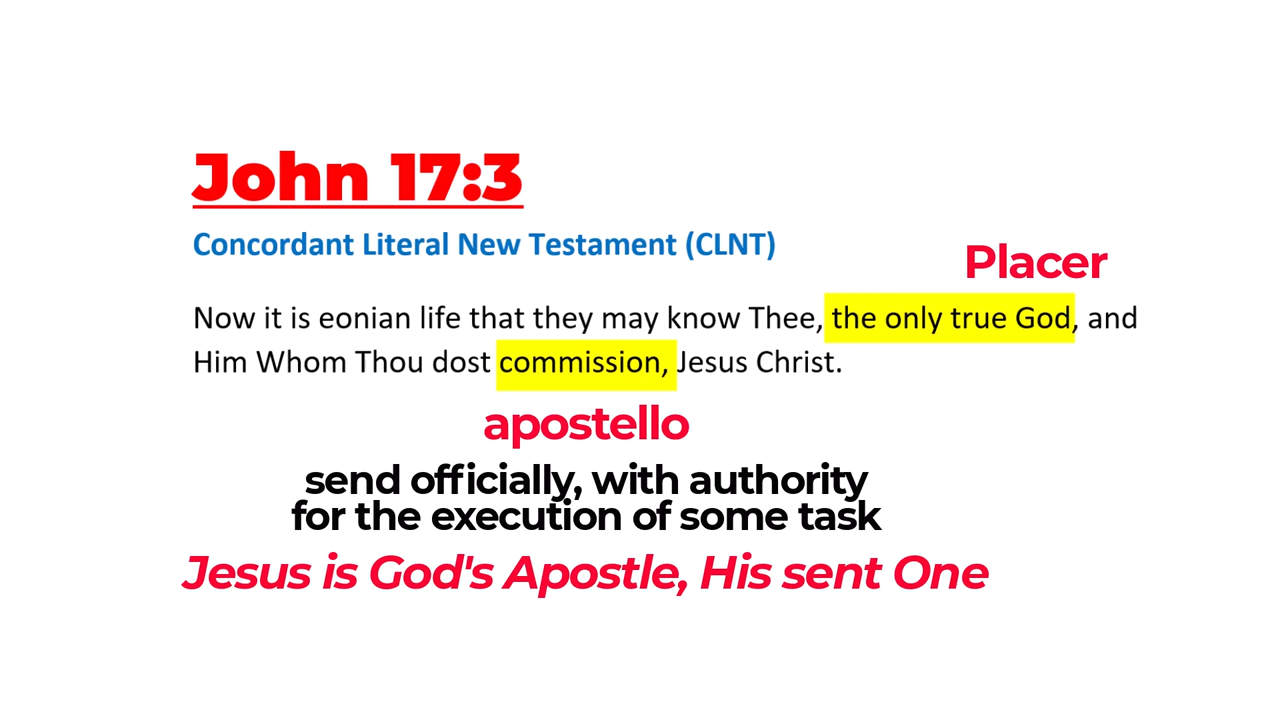 John 17:3
Concordant Literal New Testament (CLNT)
Placer
Now it is eonian life that they may know Thee, the only true God, and
Him Whom Thou dost commission, Jesus Christ.
apostello
send officially, with authority
for the execution of some task
Jesus is God's Apostle, His sent One